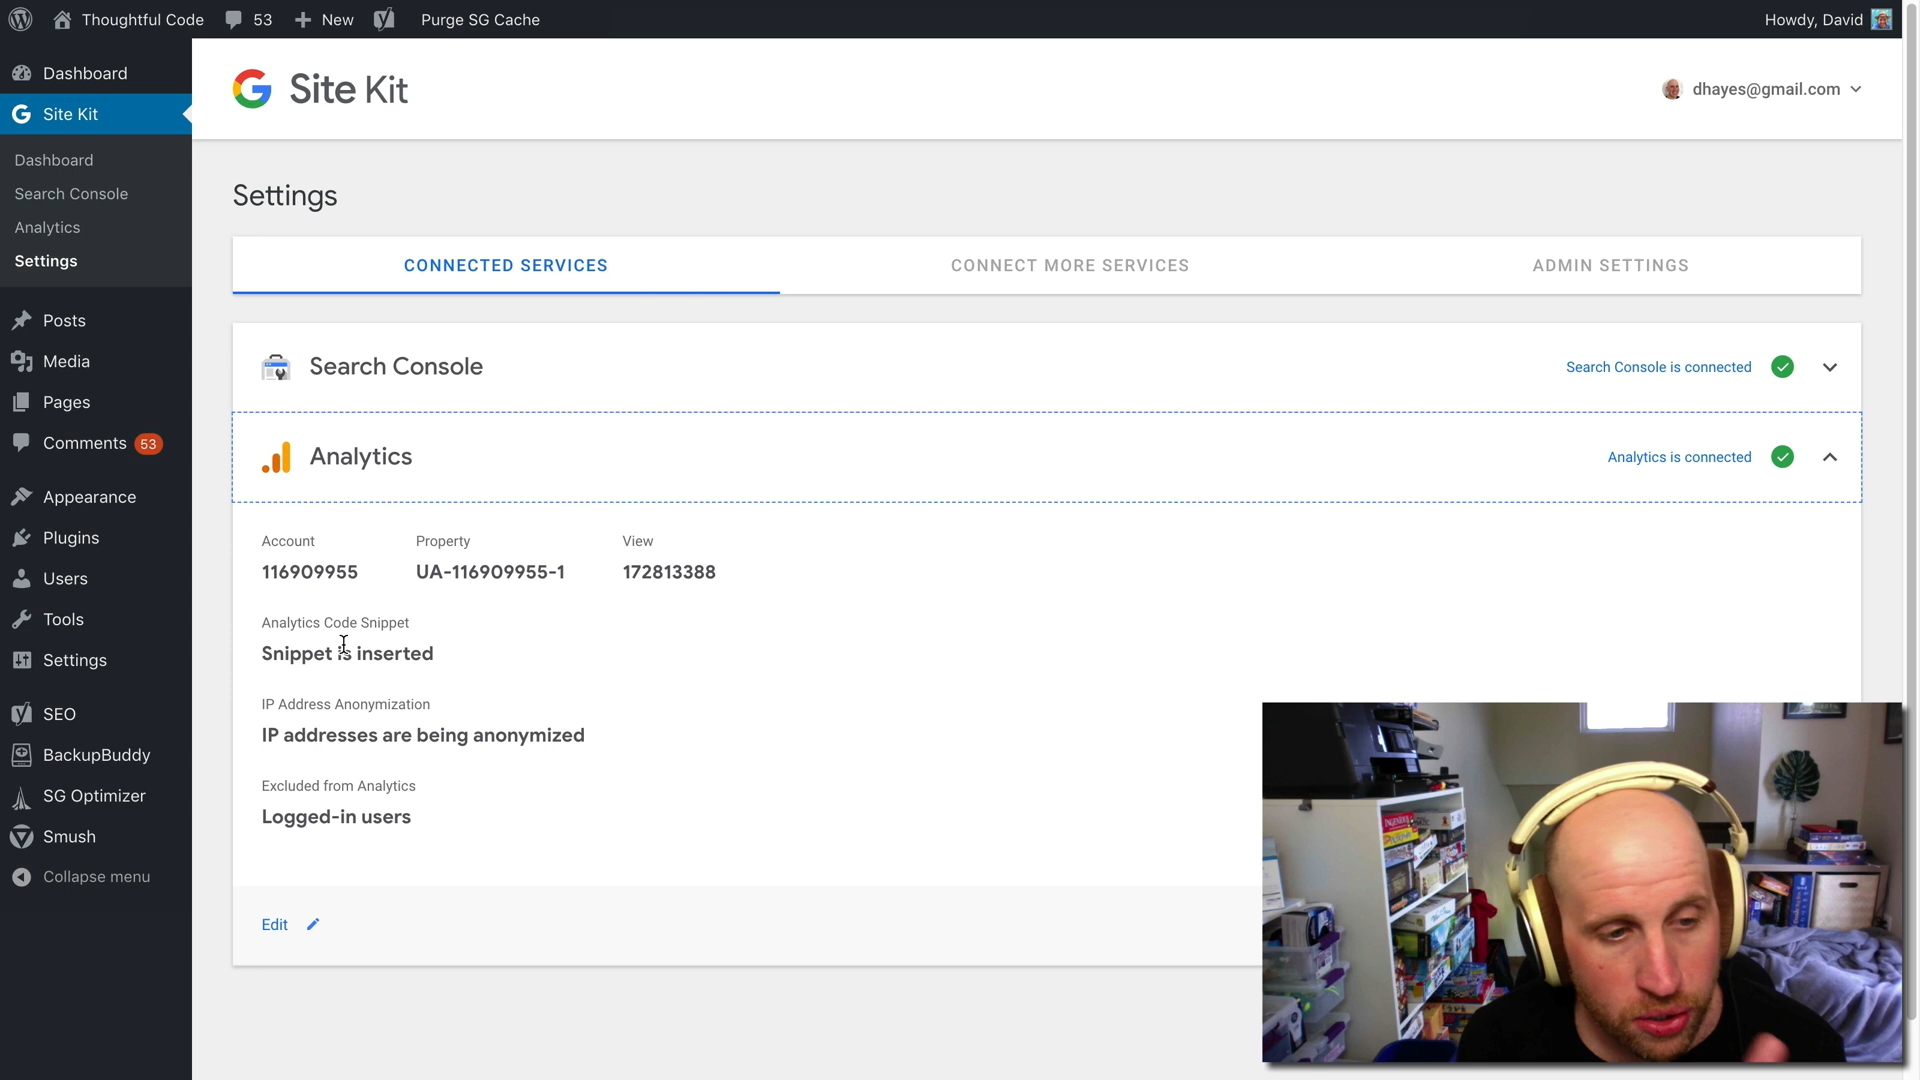 Thoughtful Code 53 New Purge SG Cache Howdy, David
Dashboard
Site Kit
Dashboard
Search Console
Analytics
Settings
Posts
Media
Pages
Comments 53
Appearance
Plugins
Users
Tools
Settings
SEO
BackupBuddy
SG Optimizer
Smush
Collapse menu
Site Kit
dhayes@gmail.com
Settings
CONNECTED SERVICES CONNECT MORE SERVICES ADMIN SETTINGS
Search Console Search Console is connected
Analytics Analytics is connected
Account Property View
116909955 UA-116909955-1 172813388
Analytics Code Snippet
Snippet is inserted
IP Address Anonymization
IP addresses are being anonymized
Excluded from Analytics
Logged-in users
Edit